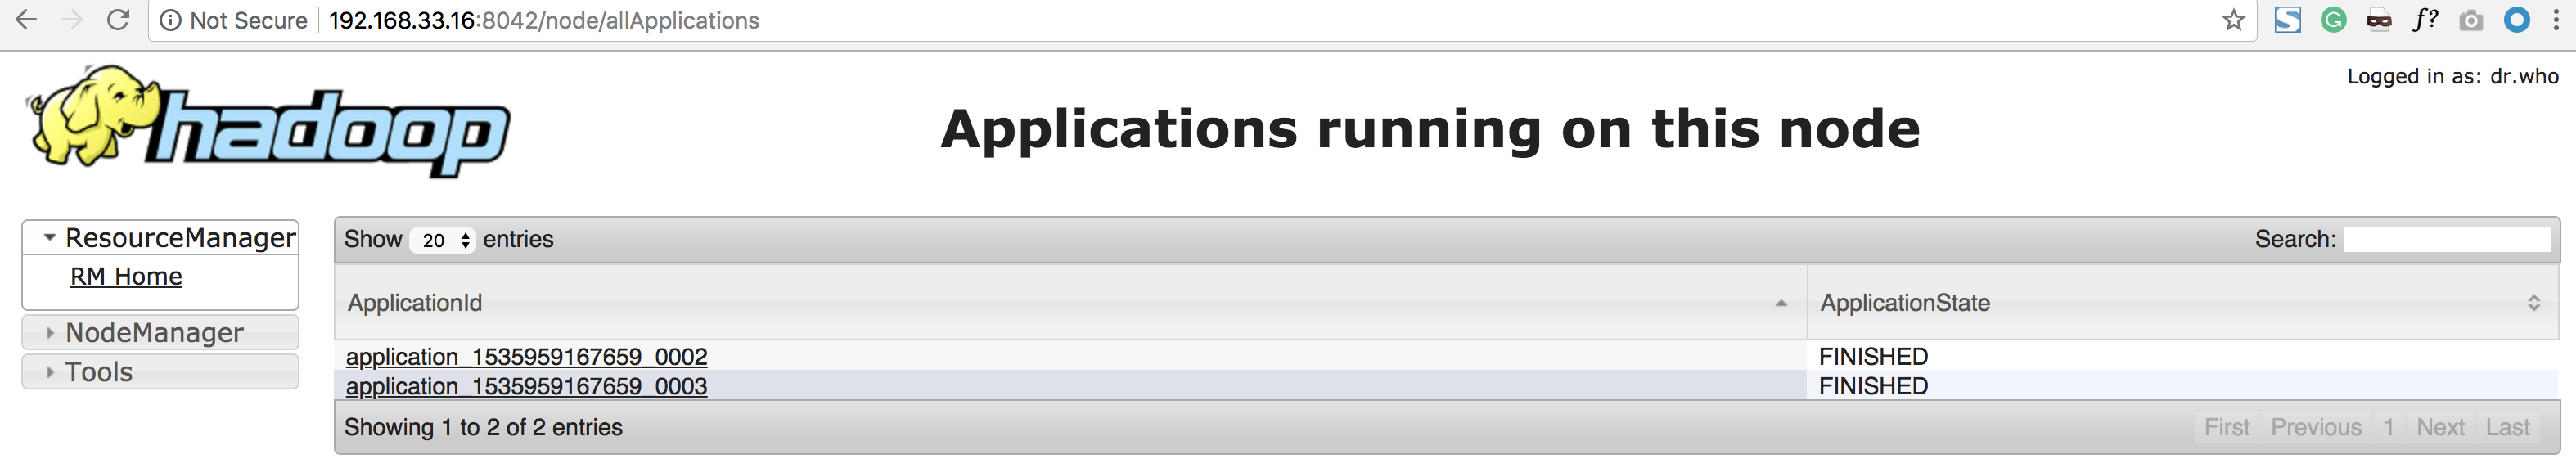 Not Secure 192.168.33.16:8042/node/allApplications
f?
Logged in as: dr.who
hadoop
Applications running on this node
ResourceManager
RM Home
NodeManager
Tools
Show 20 entries
Search:
ApplicationId ApplicationState
application_1535959167659_0002 FINISHED
application_1535959167659_0003 FINISHED
Showing 1 to 2 of 2 entries
First Previous 1 Next Last